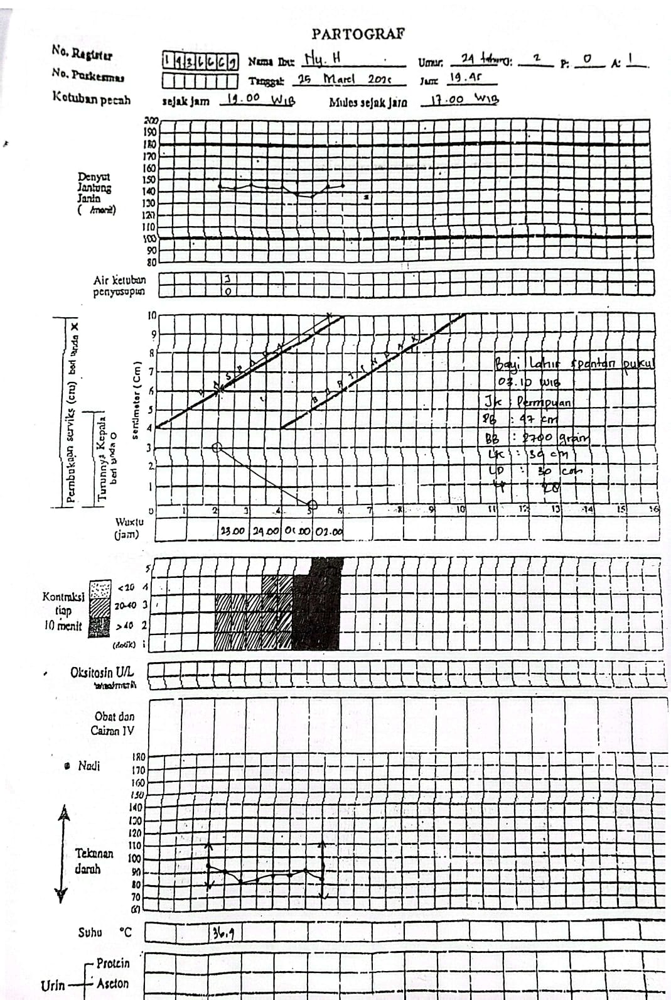 PARTOGRAF
No. Register 1 4 3 6 6 6 9 Nama Ibu: Ny. H Umur: 24 tahun G: 2 P: 0 A: 1
No. Puskesmas Tanggal: 25 Maret Jam: 19.45
Ketuban pecah sejak jam 19.00 WIB Mules sejak jam 17.00 WIB
200
190
180
170
160
150
140
130
120
110
100
90
80
Denyut
Jantung
Janin
( /menit)
Air ketuban J
penyusupan 0
Pembukaan serviks (cm) beri tanda X
Turunnya Kepala
beri tanda O
sentimeter (Cm)
10
9
8
7
6
5
4
3
2
1
0
WASPADA
BERTINDAK
Bayi lahir spontan pukul
03.10 WIB
JK : Perempuan
PB : 47 cm
BB : 2700 gram
LK : 30 cm
LD : 30 cm
28
1 2 3 4 5 6 7 8 9 10 11 12 13 14 15 16
Waktu
(jam)
23.00 24.00 01.00 02.00
Kontraksi
tiap
10 menit
<20 4
20-40 3
>40 2
(detik) 1
5
Oksitosin U/L
tetes/menit
Obat dan
Cairan IV
Nadi
Tekanan
darah
180
170
160
150
140
130
120
110
100
90
80
70
60
Suhu °C 36,9
Urin
Protein
Aseton